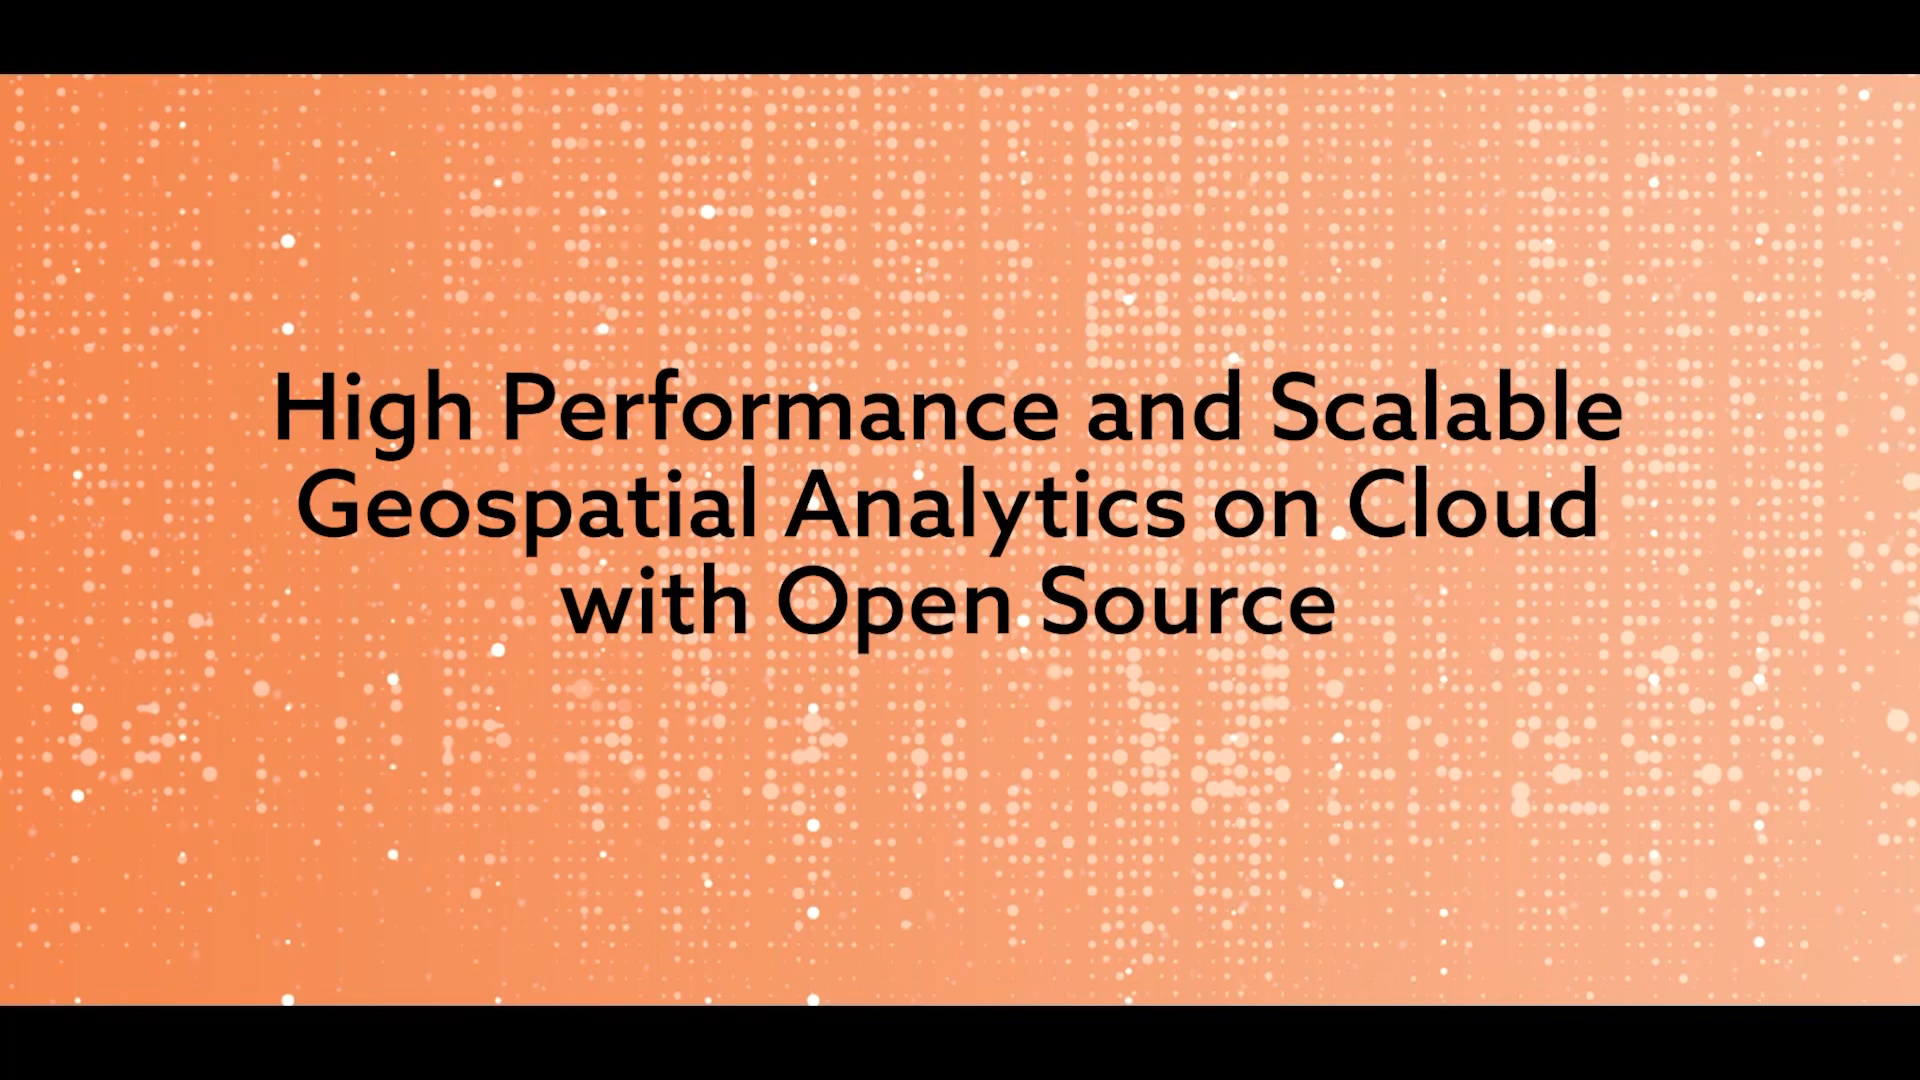 High Performance and Scalable
Geospatial Analytics on Cloud
with Open Source